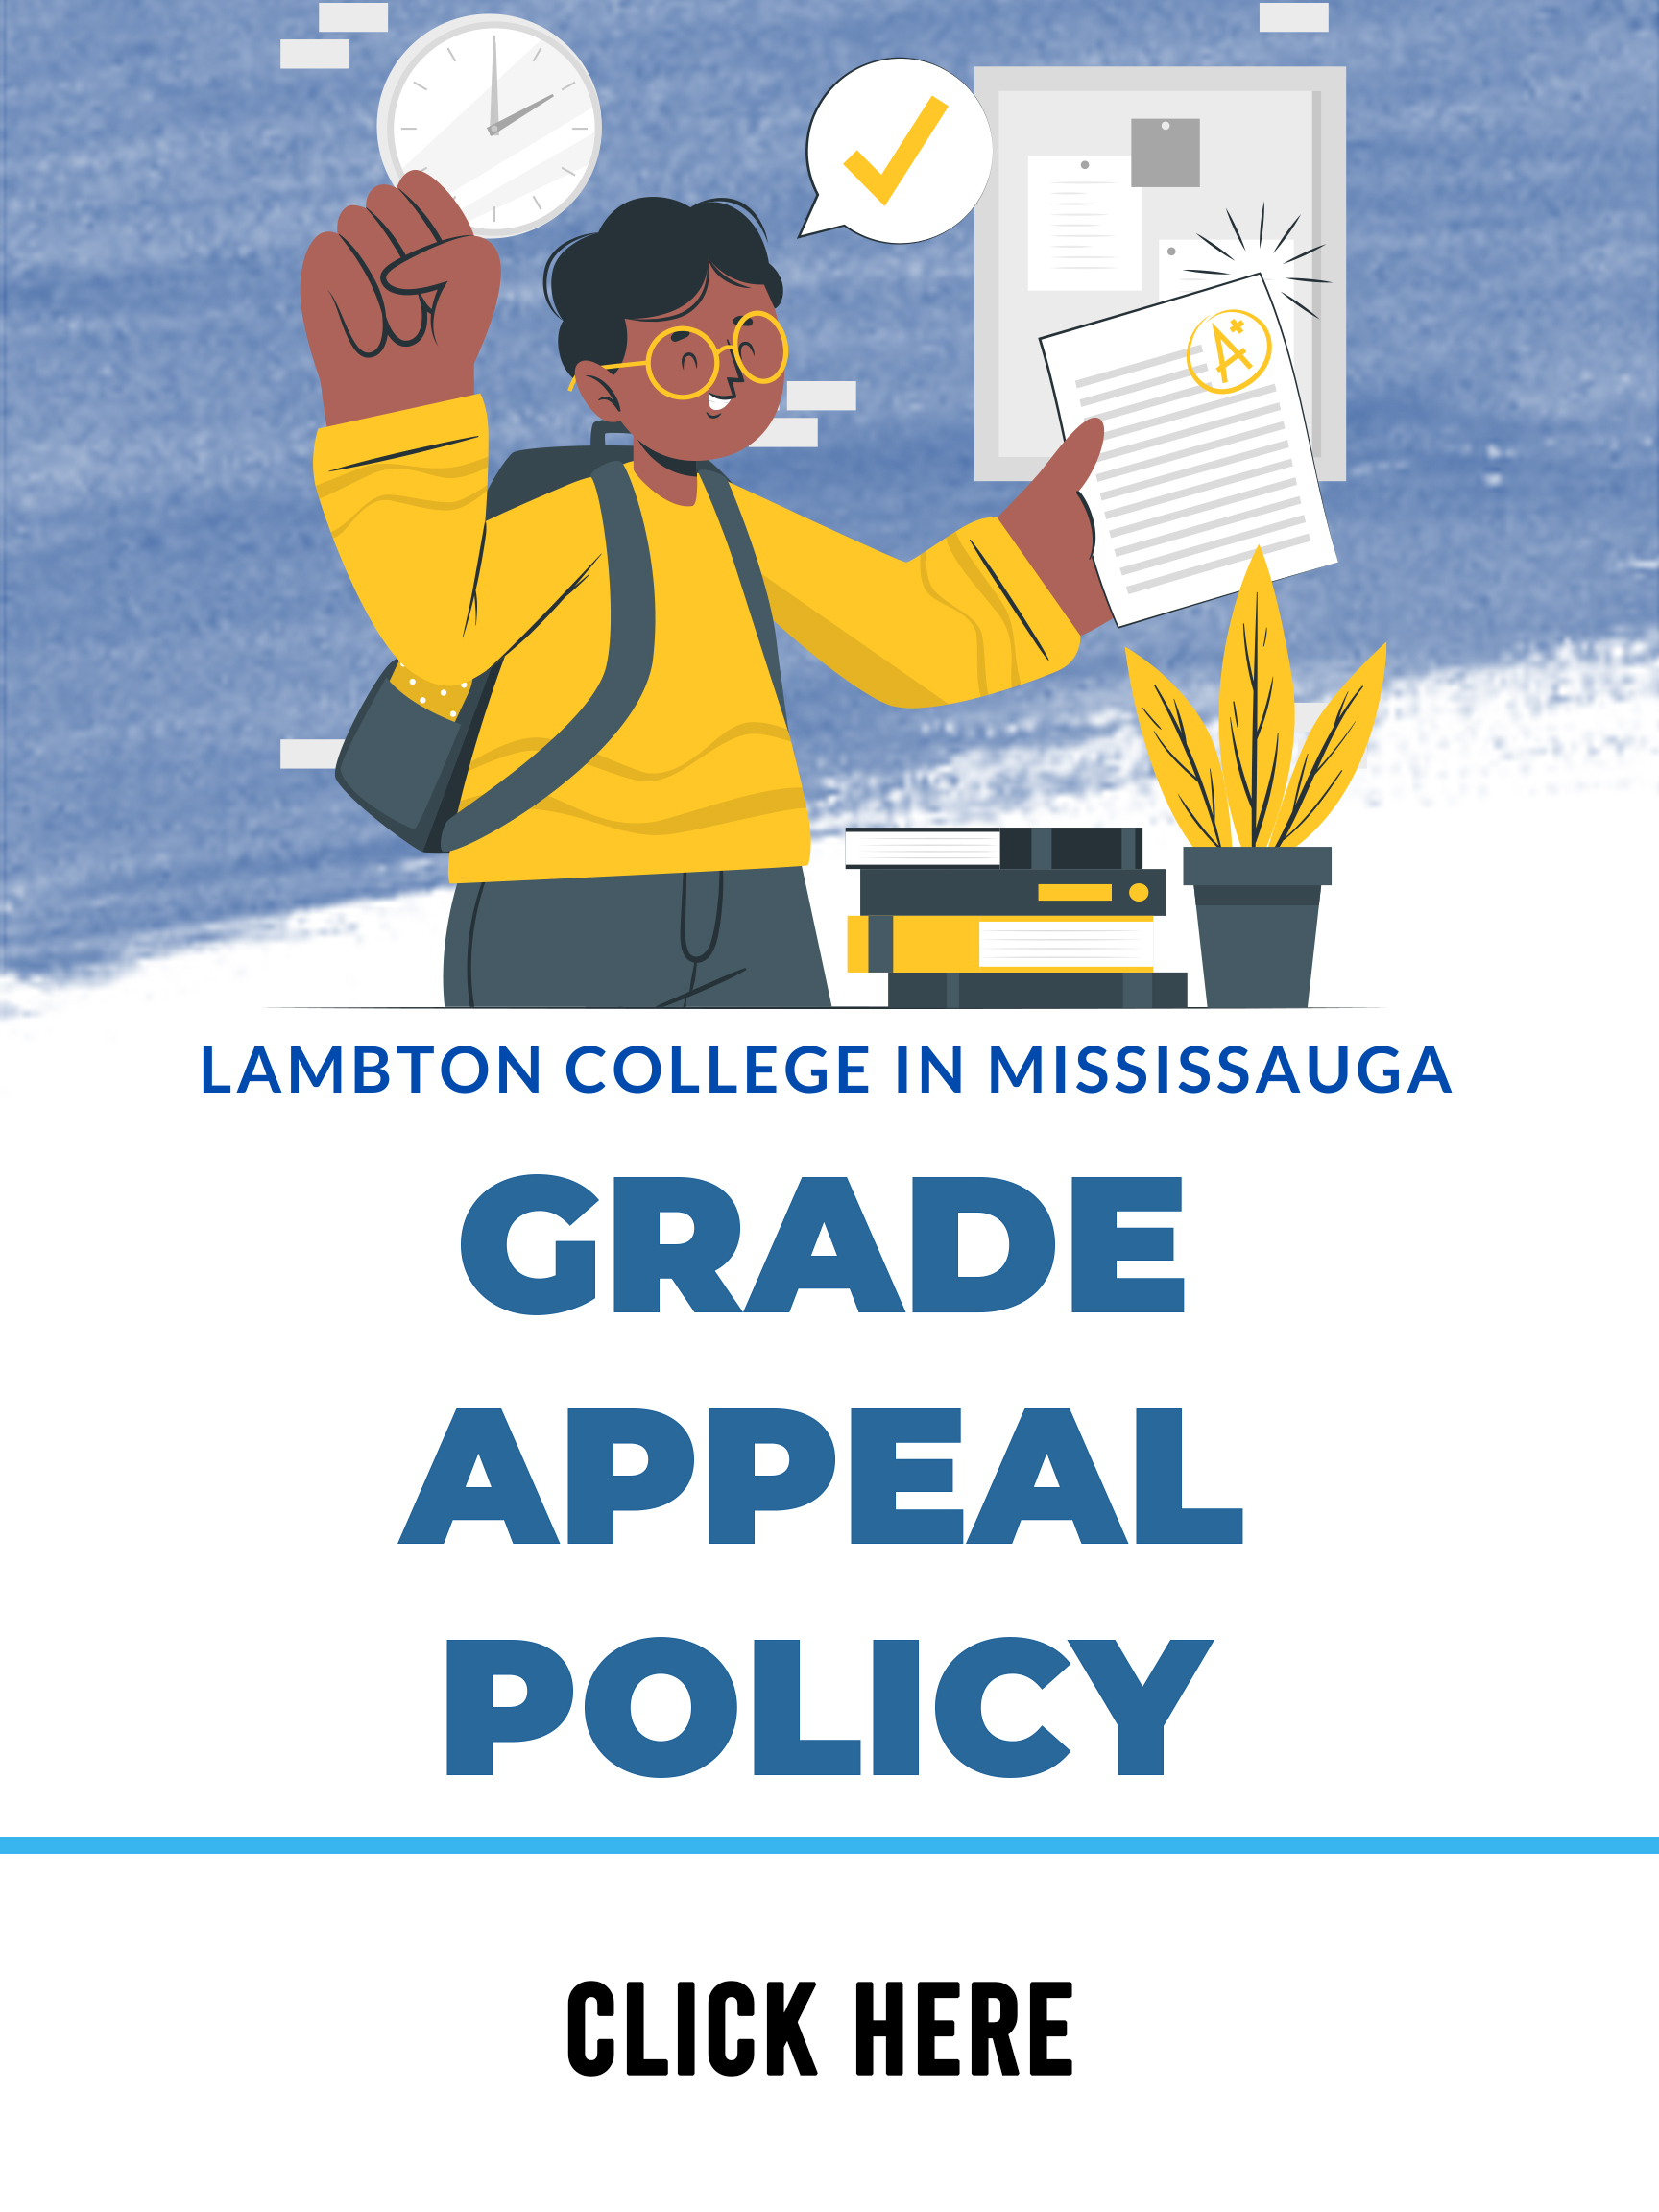 A+
LAMBTON COLLEGE IN MISSISSAUGA
GRADE
APPEAL
POLICY
CLICK HERE